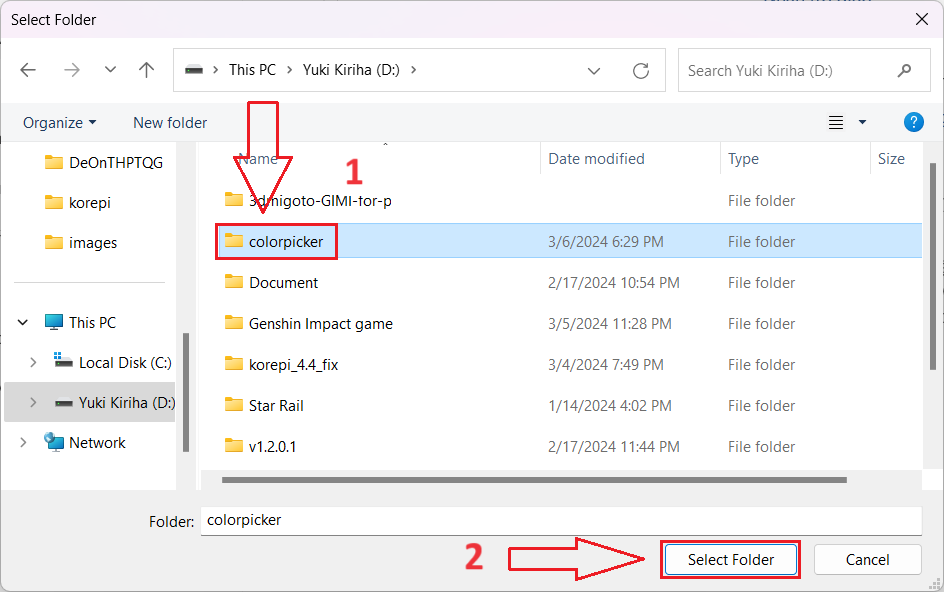 Select Folder
This PC > Yuki Kiriha (D:) >
Search Yuki Kiriha (D:)
Organize
New folder
?
DeOnTHPTQG
korepi
images
This PC
Local Disk (C:)
Yuki Kiriha (D:)
Network
Name Date modified Type Size
1
3dmigoto-GIMI-for-p File folder
colorpicker 3/6/2024 6:29 PM File folder
Document 2/17/2024 10:54 PM File folder
Genshin Impact game 3/5/2024 11:28 PM File folder
korepi_4.4_fix 3/4/2024 7:49 PM File folder
Star Rail 1/14/2024 4:02 PM File folder
v1.2.0.1 2/17/2024 11:44 PM File folder
Folder: colorpicker
2
Select Folder
Cancel